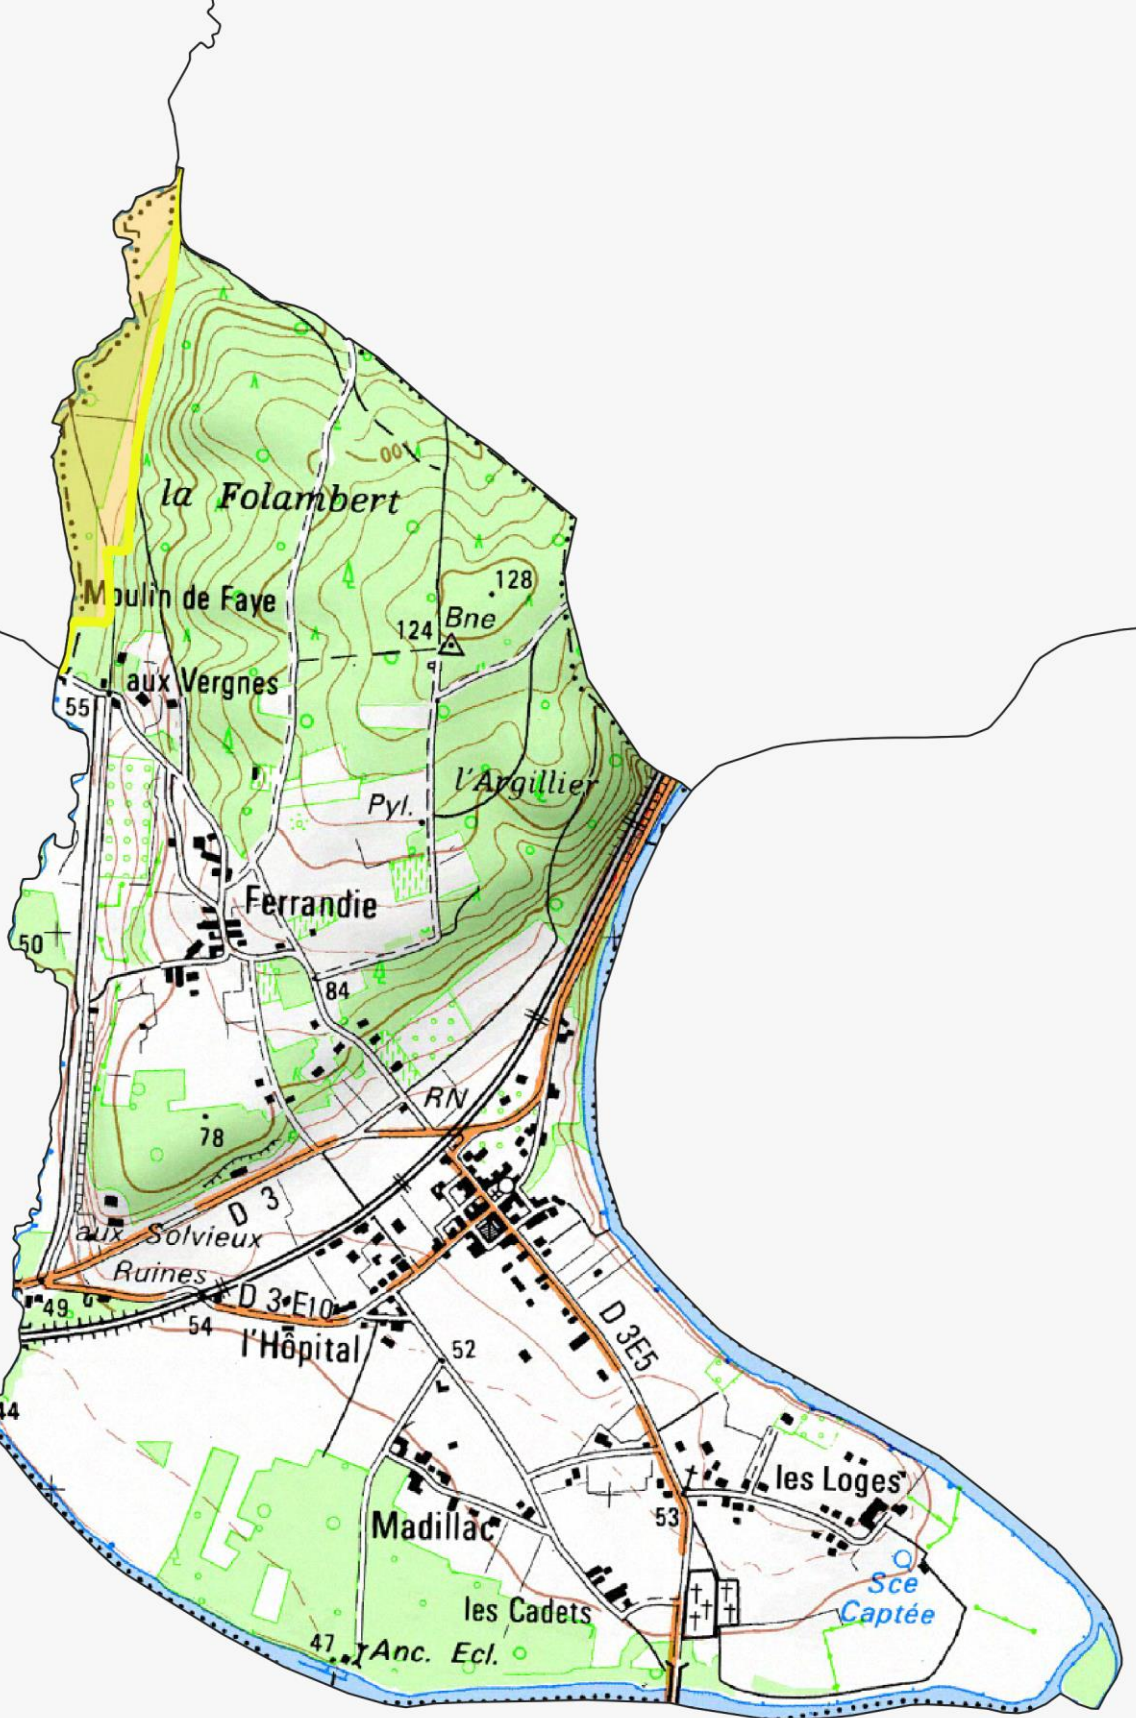 001
la Folambert
128
Moulin de Faye
Bne
124
aux Vergnes
55
l'Argillier
Pyl.
Ferrandie
50
84
RN
78
D 3
aux Solvieux
Ruines
D 3 E10
49
54
D 3E5
l'Hôpital
52
44
les Loges
53
Madillac
Sce
Captée
les Cadets
47
Anc. Ecl.